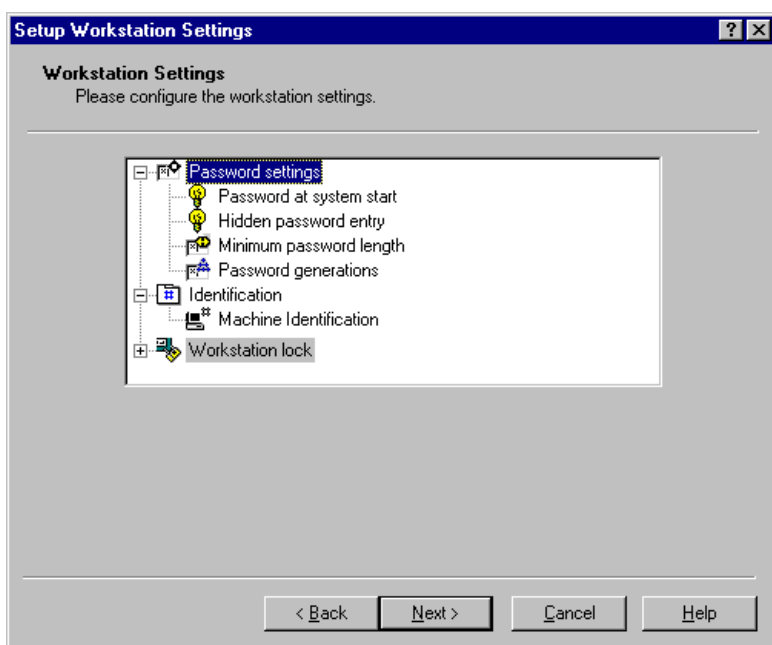 Setup Workstation Settings
Workstation Settings
Please configure the workstation settings.
Password settings
Password at system start
Hidden password entry
Minimum password length
Password generations
Identification
Machine Identification
Workstation lock
< Back Next > Cancel Help